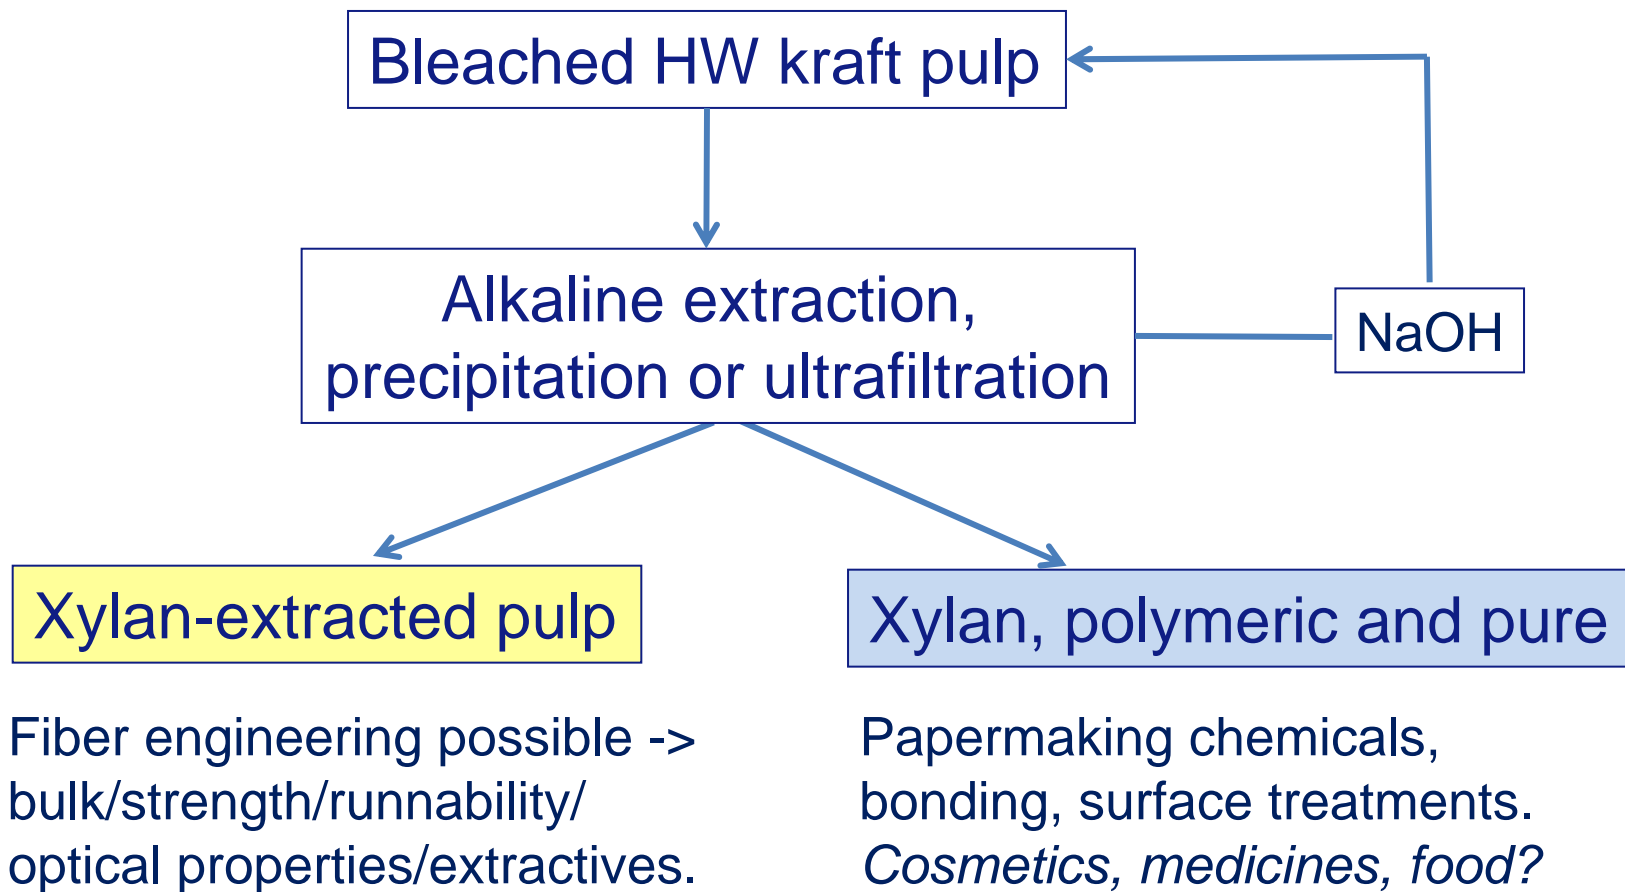 Bleached HW kraft pulp
Alkaline extraction,
precipitation or ultrafiltration
NaOH
Xylan-extracted pulp
Xylan, polymeric and pure
Fiber engineering possible ->
bulk/strength/runnability/
optical properties/extractives.
Papermaking chemicals,
bonding, surface treatments.
Cosmetics, medicines, food?